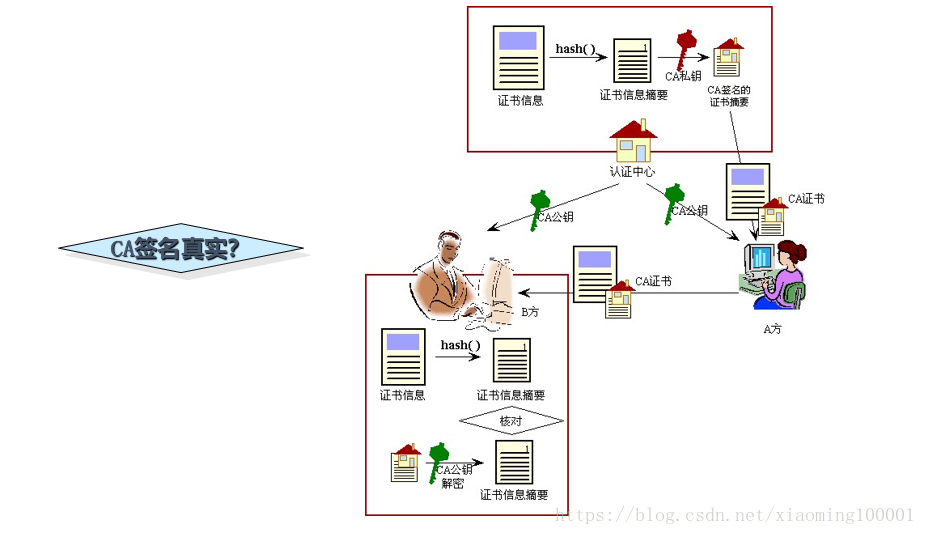 hash( )
1
证书信息
证书信息摘要
CA私钥
CA签名的
证书摘要
认证中心
CA证书
CA公钥
CA公钥
CA签名真实?
CA证书
B方
A方
hash( )
1
证书信息
证书信息摘要
核对
1
CA公钥
解密
证书信息摘要
https://blog.csdn.net/xiaoming100001